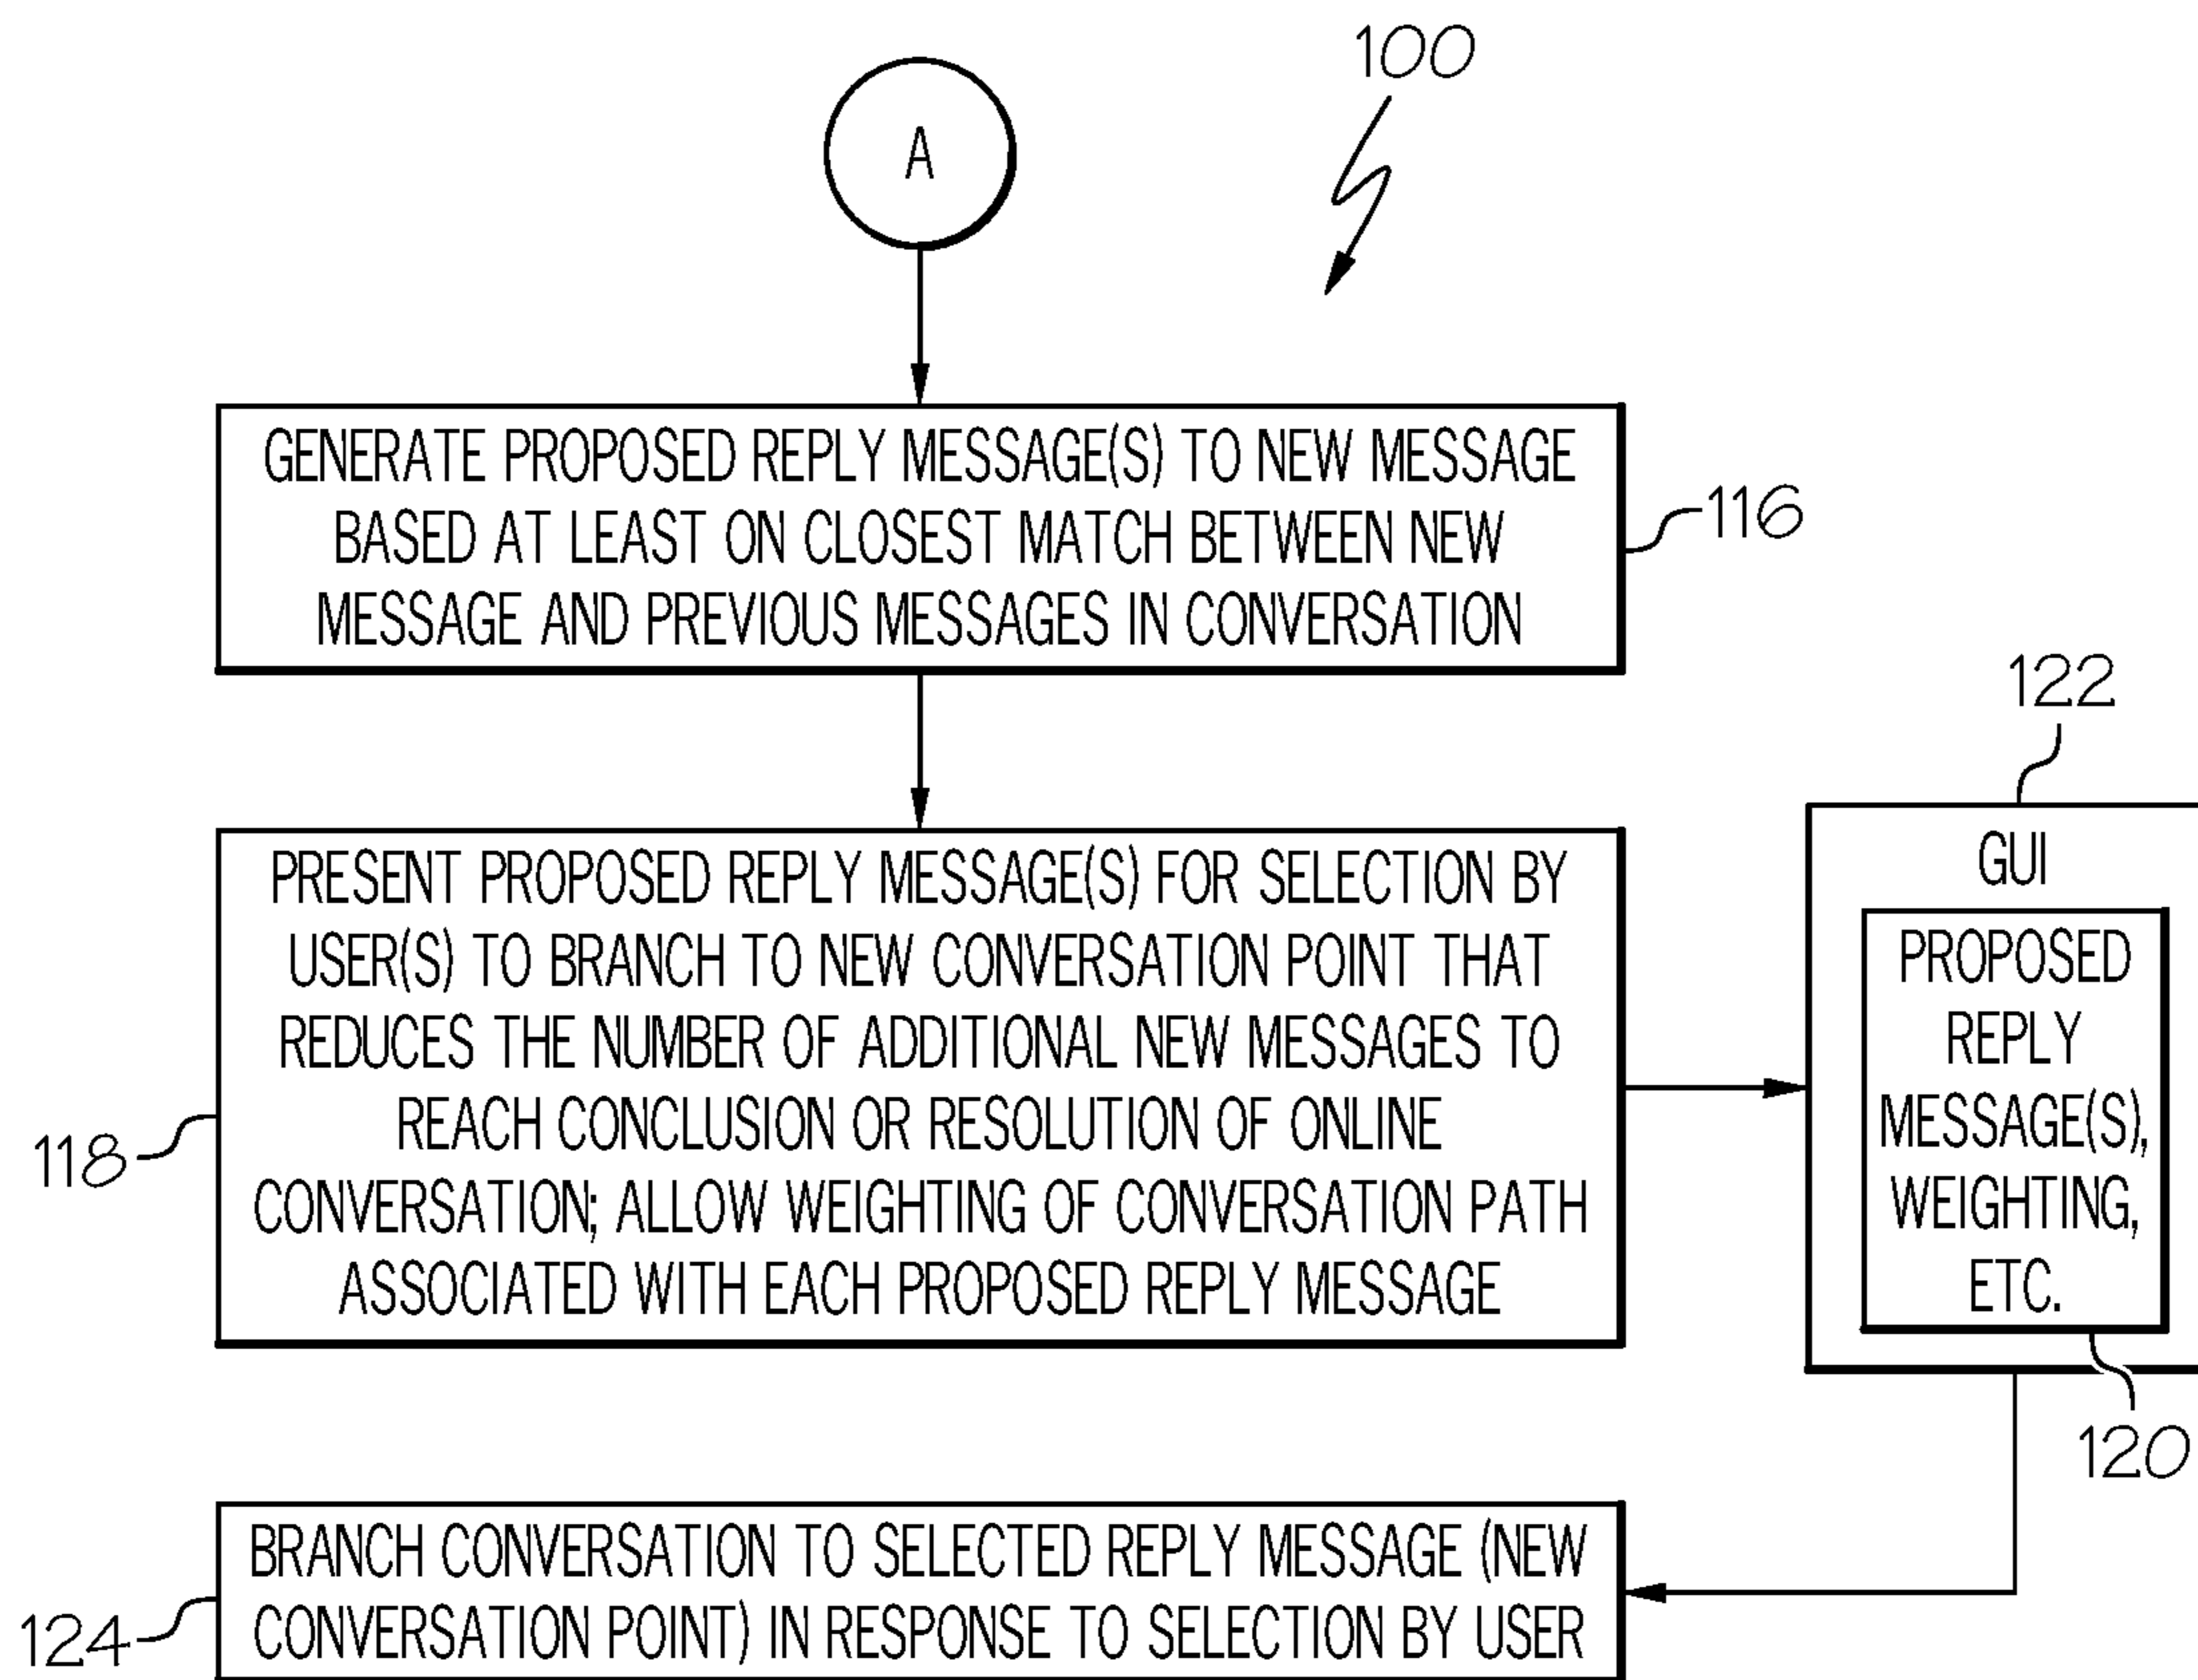 100
A
GENERATE PROPOSED REPLY MESSAGE(S) TO NEW MESSAGE
BASED AT LEAST ON CLOSEST MATCH BETWEEN NEW
MESSAGE AND PREVIOUS MESSAGES IN CONVERSATION
116
122
GUI
PROPOSED
REPLY
MESSAGE(S),
WEIGHTING,
ETC.
120
PRESENT PROPOSED REPLY MESSAGE(S) FOR SELECTION BY
USER(S) TO BRANCH TO NEW CONVERSATION POINT THAT
REDUCES THE NUMBER OF ADDITIONAL NEW MESSAGES TO
REACH CONCLUSION OR RESOLUTION OF ONLINE
CONVERSATION; ALLOW WEIGHTING OF CONVERSATION PATH
ASSOCIATED WITH EACH PROPOSED REPLY MESSAGE
118
BRANCH CONVERSATION TO SELECTED REPLY MESSAGE (NEW
CONVERSATION POINT) IN RESPONSE TO SELECTION BY USER
124